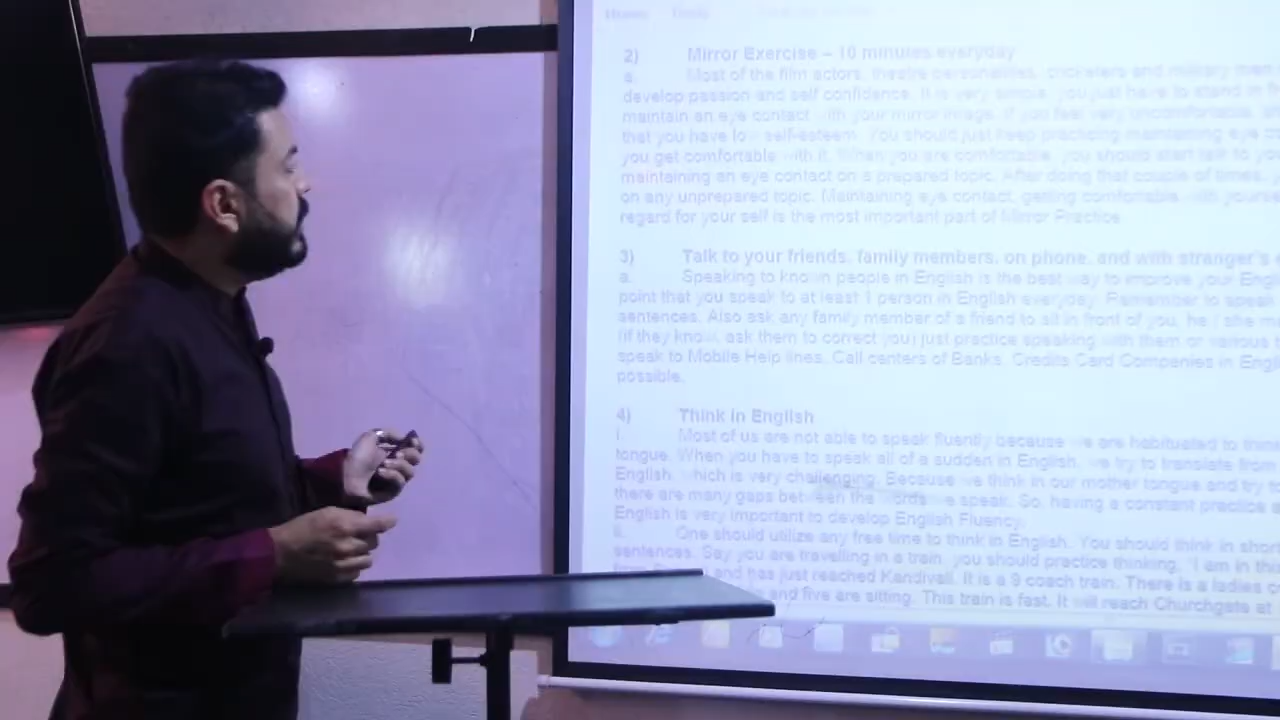 2) Mirror Exercise – 10 minutes everyday
a. Most of the film actors, theatre personalities, cricketers and military men
develop passion and self confidence. It is very simple, you just have to stand in
maintain an eye contact with your mirror image. If you feel very uncomfortable,
that you have low self-esteem. You should just keep practicing maintaining eye
you get comfortable with it. When you are comfortable, you should start talk to
maintaining an eye contact on a prepared topic. After doing that couple of times,
on any unprepared topic. Maintaining eye contact, getting comfortable with
regard for your self is the most important part of Mirror Practice.
3) Talk to your friends, family members, on phone, and with stranger's
a. Speaking to known people in English is the best way to improve your
point that you speak to at least 1 person in English everyday. Remember to speak
sentences. Also ask any family member of a friend to sit in front of you, he / she
(if they know, ask them to correct you) just practice speaking with them or various
speak to Mobile Help lines, Call centers of Banks, Credits Card Companies in
possible.
4) Think in English
i. Most of us are not able to speak fluently because we are habituated to
tongue. When you have to speak all of a sudden in English, we try to translate from
English, which is very challenging. Because we think in our mother tongue and try to
there are many gaps between the words we speak. So, having a constant practice
English is very important to develop English Fluency.
ii. One should utilize any free time to think in English. You should think in short
sentences. Say you are travelling in a train, you should practice thinking, "I am in this
and has just reached Kandivali. It is a 9 coach train. There is a ladies
and five are sitting. This train is fast. It will reach Churchgate at